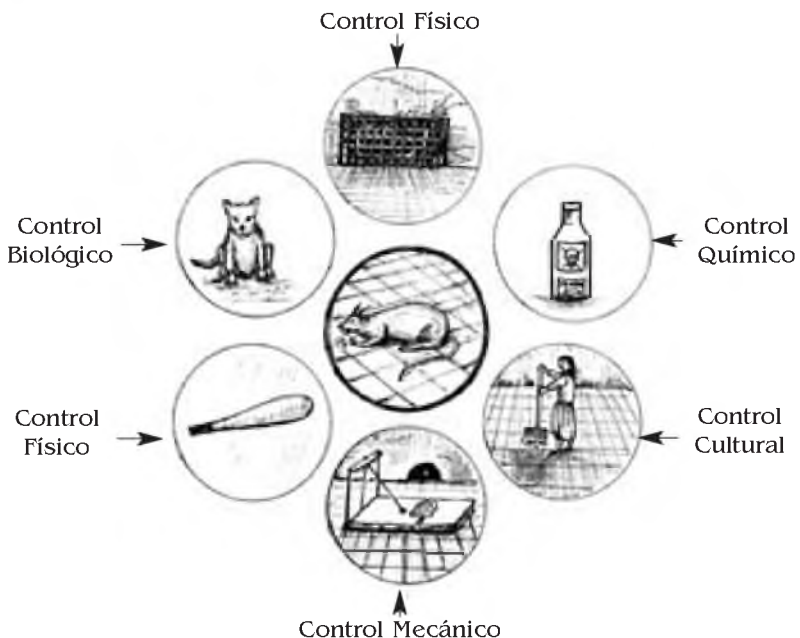 Control Físico
Control
Biológico
Control
Químico
Control
Físico
Control
Cultural
Control Mecánico